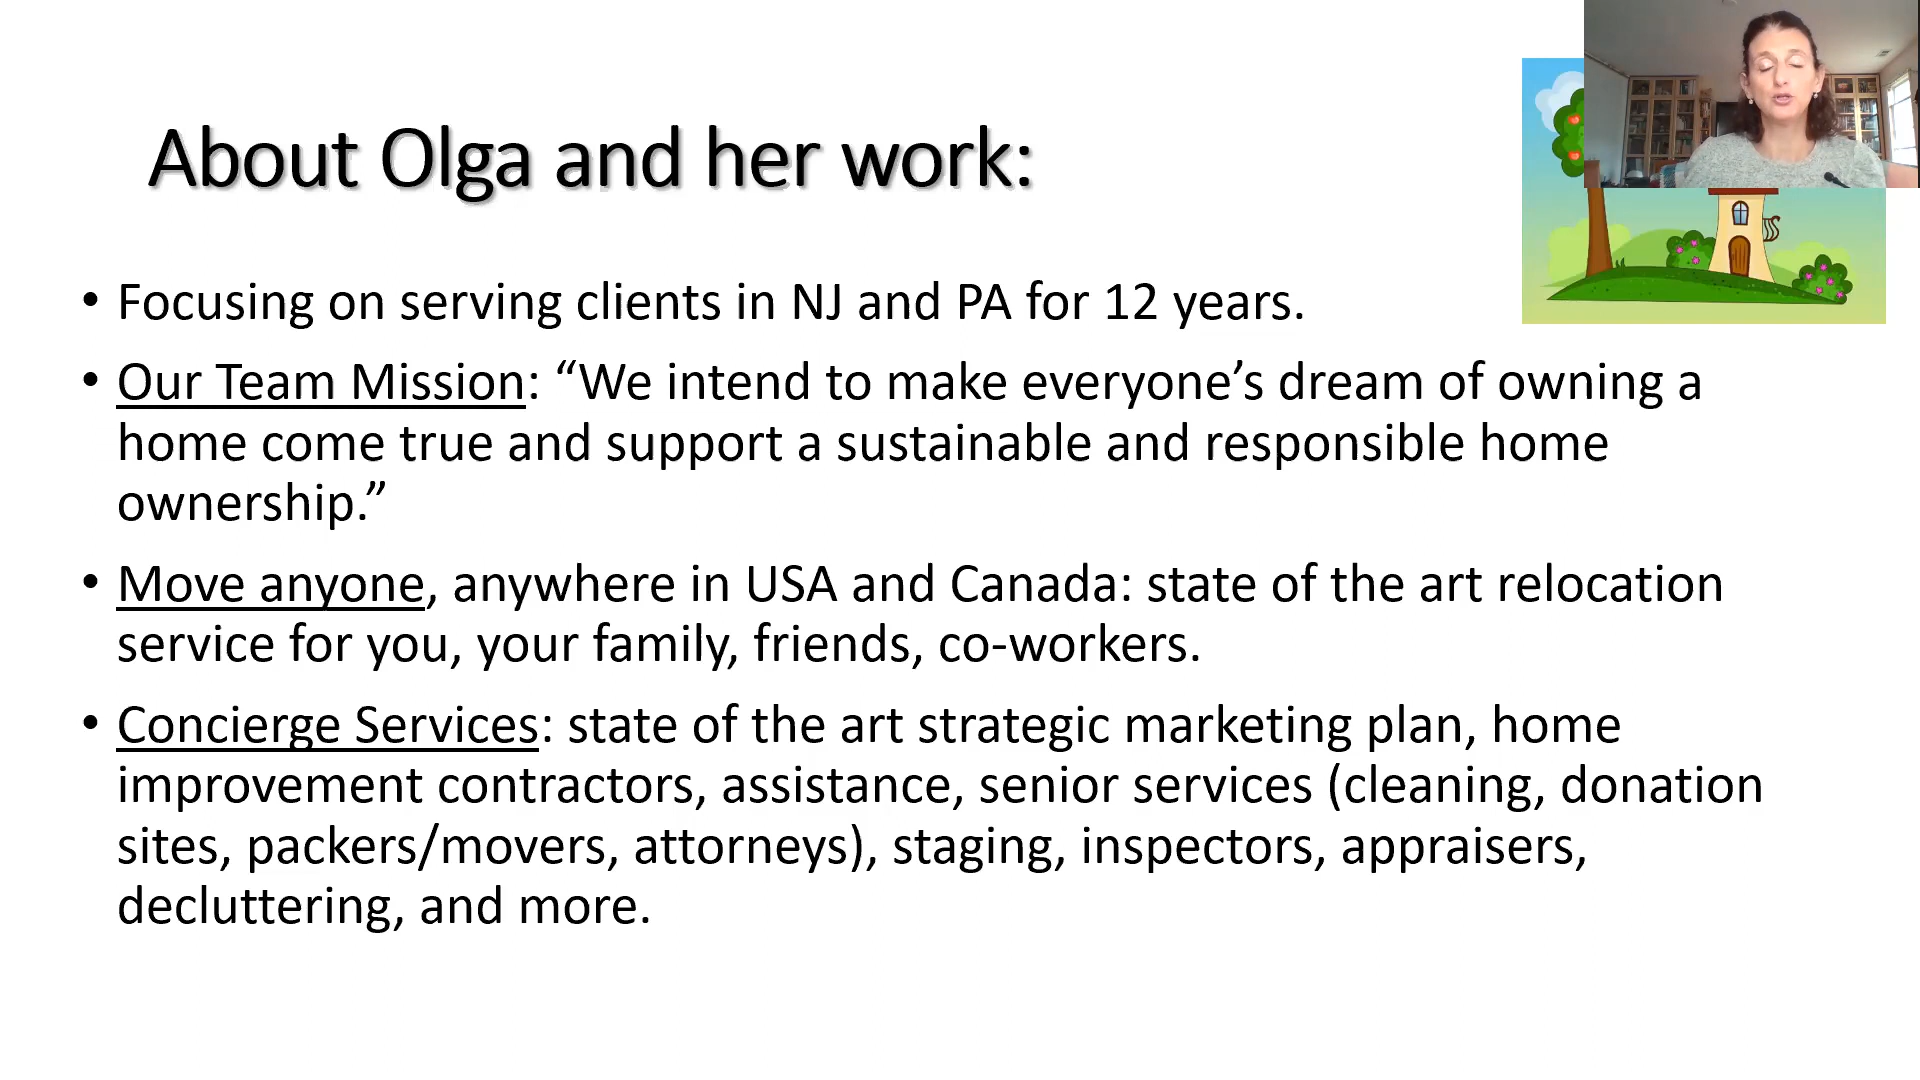 About Olga and her work:
• Focusing on serving clients in NJ and PA for 12 years.
• Our Team Mission: “We intend to make everyone’s dream of owning a
home come true and support a sustainable and responsible home
ownership.”
• Move anyone, anywhere in USA and Canada: state of the art relocation
service for you, your family, friends, co-workers.
• Concierge Services: state of the art strategic marketing plan, home
improvement contractors, assistance, senior services (cleaning, donation
sites, packers/movers, attorneys), staging, inspectors, appraisers,
decluttering, and more.